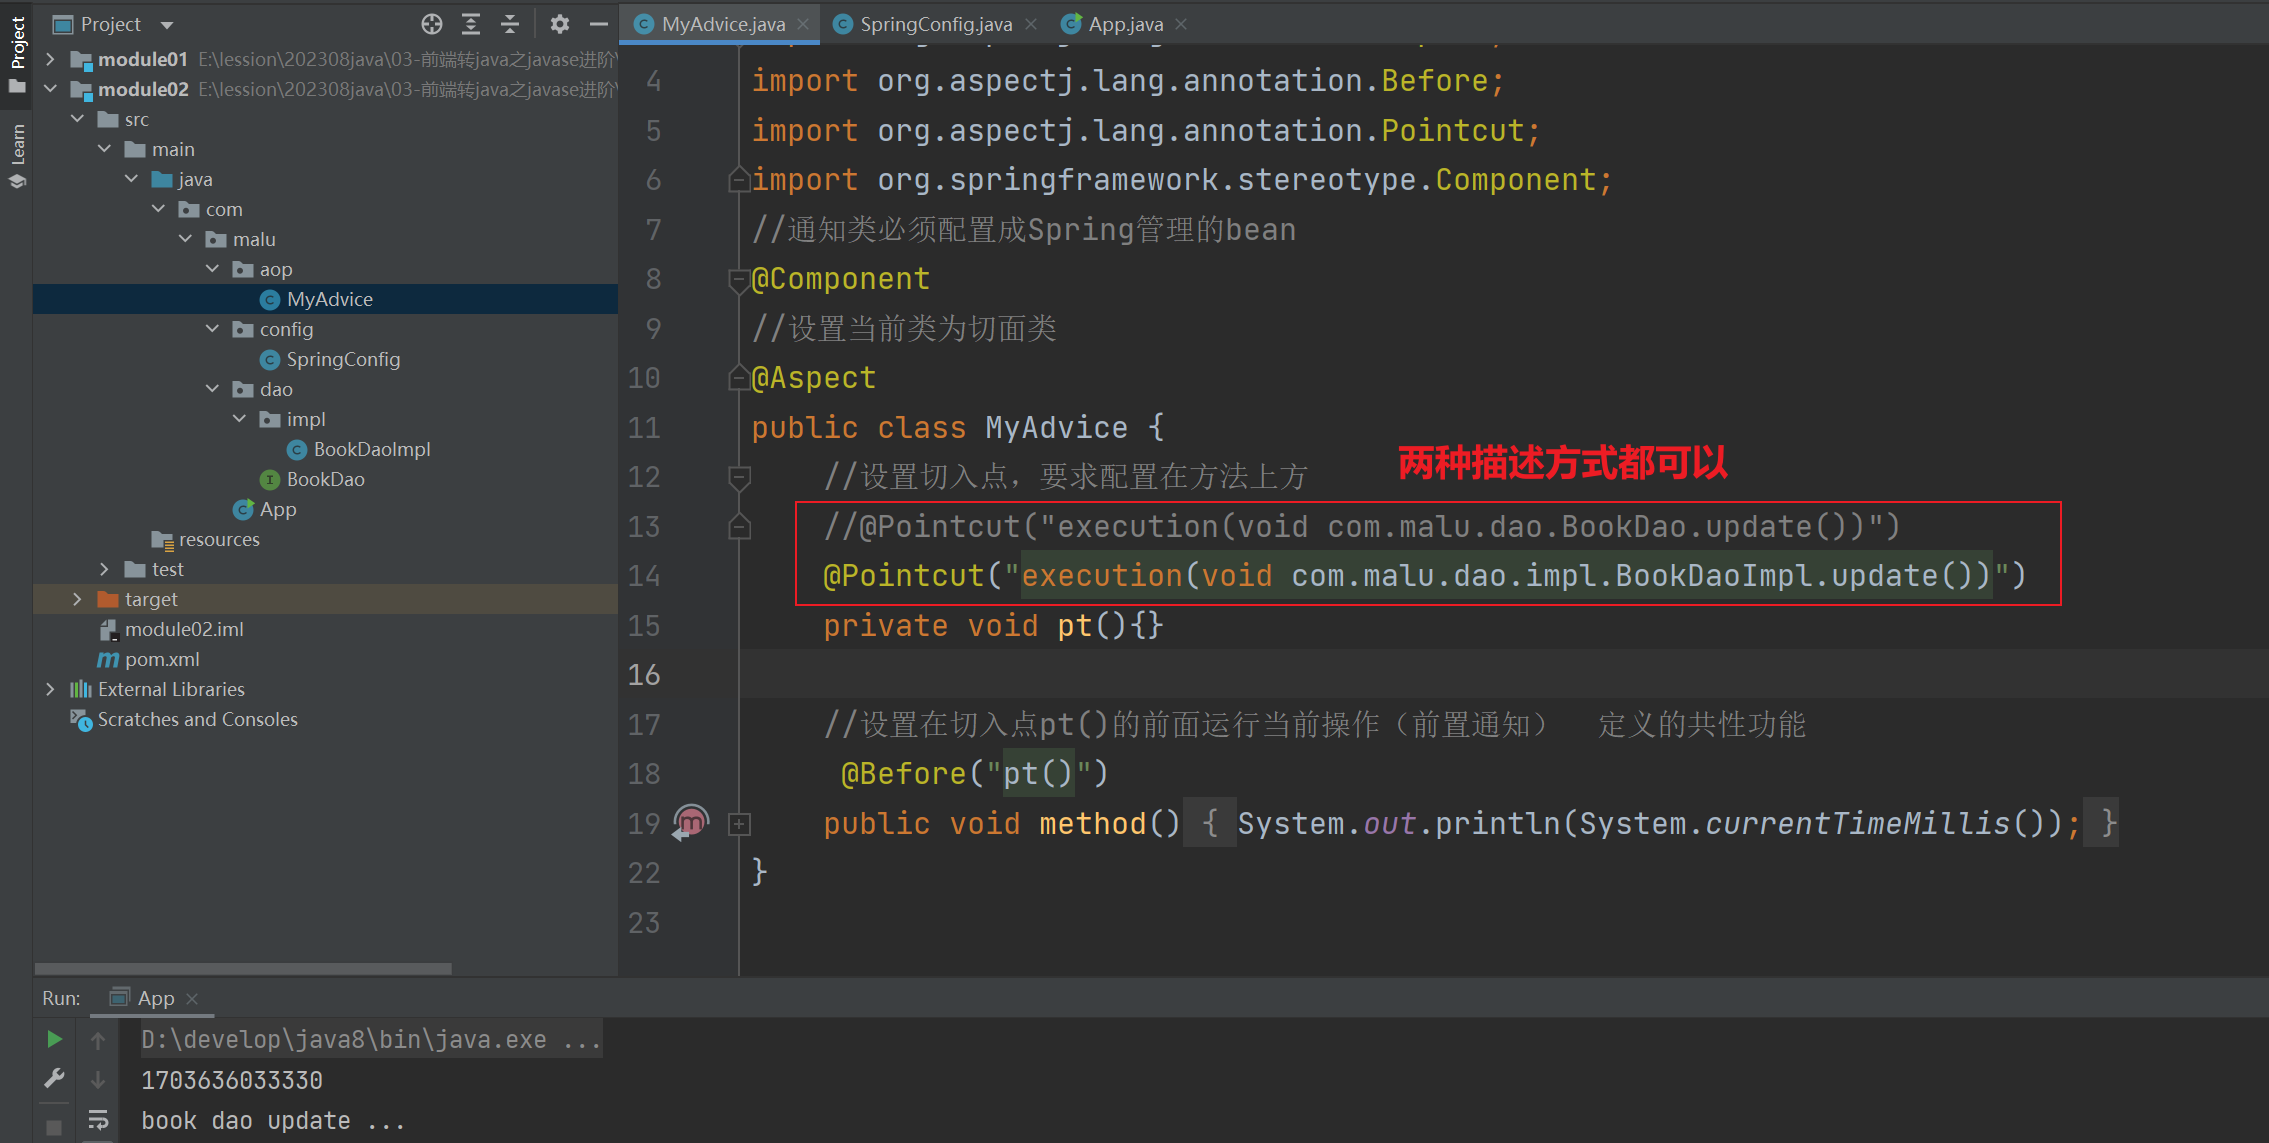 Project
Learn
Project
module01 E:\lession\202308java\03-前端转java之javase进阶\
module02 E:\lession\202308java\03-前端转java之javase进阶\
src
main
java
com
malu
aop
MyAdvice
config
SpringConfig
dao
impl
BookDaoImpl
BookDao
App
resources
test
target
module02.iml
pom.xml
External Libraries
Scratches and Consoles
MyAdvice.java SpringConfig.java App.java
4 import org.aspectj.lang.annotation.Before;
5 import org.aspectj.lang.annotation.Pointcut;
6 import org.springframework.stereotype.Component;
7 //通知类必须配置成Spring管理的bean
8 @Component
9 //设置当前类为切面类
10 @Aspect
11 public class MyAdvice {
两种描述方式都可以
12 //设置切入点，要求配置在方法上方
13 //@Pointcut("execution(void com.malu.dao.BookDao.update())")
14 @Pointcut("execution(void com.malu.dao.impl.BookDaoImpl.update())")
15 private void pt(){}
16
17 //设置在切入点pt()的前面运行当前操作（前置通知） 定义的共性功能
18 @Before("pt()")
19 public void method() { System.out.println(System.currentTimeMillis()); }
22 }
23
Run: App
D:\develop\java8\bin\java.exe ...
1703636033330
book dao update ...